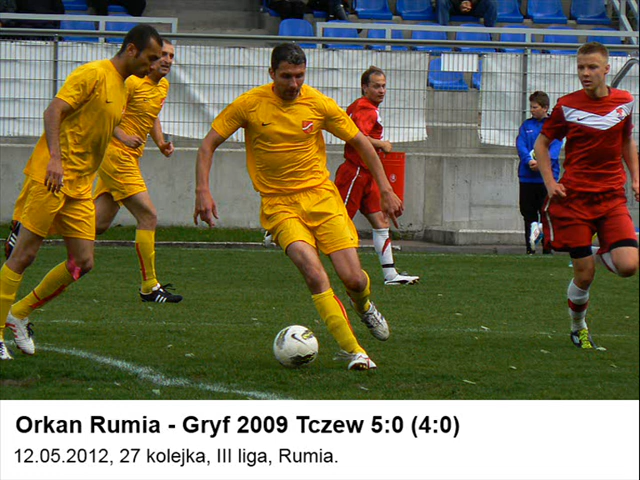 Orkan Rumia - Gryf 2009 Tczew 5:0 (4:0)
12.05.2012, 27 kolejka, III liga, Rumia.